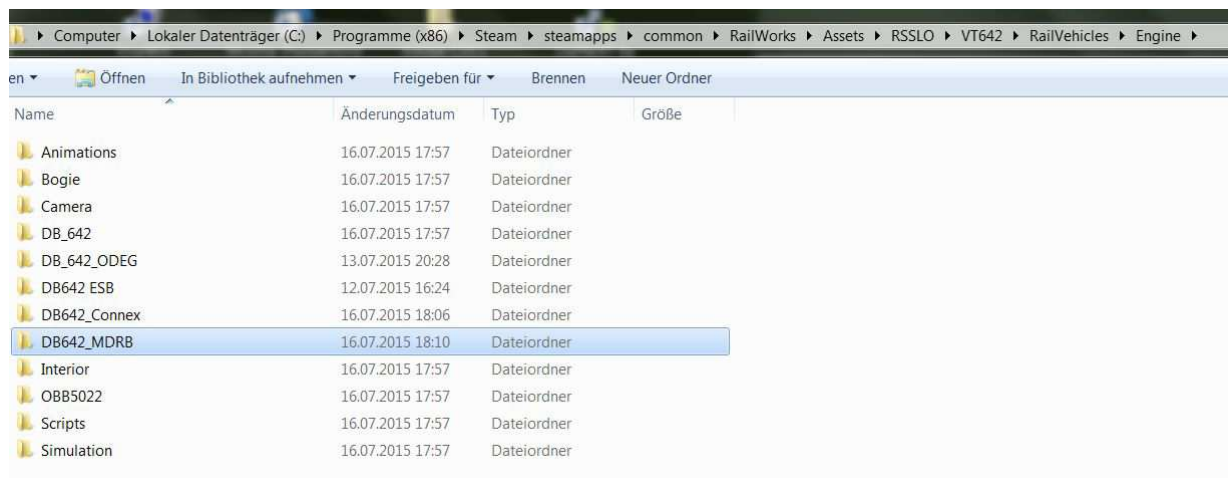 Computer ▸ Lokaler Datenträger (C:) ▸ Programme (x86) ▸ Steam ▸ steamapps ▸ common ▸ RailWorks ▸ Assets ▸ RSSLO ▸ VT642 ▸ RailVehicles ▸ Engine ▸
en Öffnen In Bibliothek aufnehmen Freigeben für Brennen Neuer Ordner
Name Änderungsdatum Typ Größe
Animations 16.07.2015 17:57 Dateiordner
Bogie 16.07.2015 17:57 Dateiordner
Camera 16.07.2015 17:57 Dateiordner
DB_642 16.07.2015 17:57 Dateiordner
DB_642_ODEG 13.07.2015 20:28 Dateiordner
DB642 ESB 12.07.2015 16:24 Dateiordner
DB642_Connex 16.07.2015 18:06 Dateiordner
DB642_MDRB 16.07.2015 18:10 Dateiordner
Interior 16.07.2015 17:57 Dateiordner
OBB5022 16.07.2015 17:57 Dateiordner
Scripts 16.07.2015 17:57 Dateiordner
Simulation 16.07.2015 17:57 Dateiordner